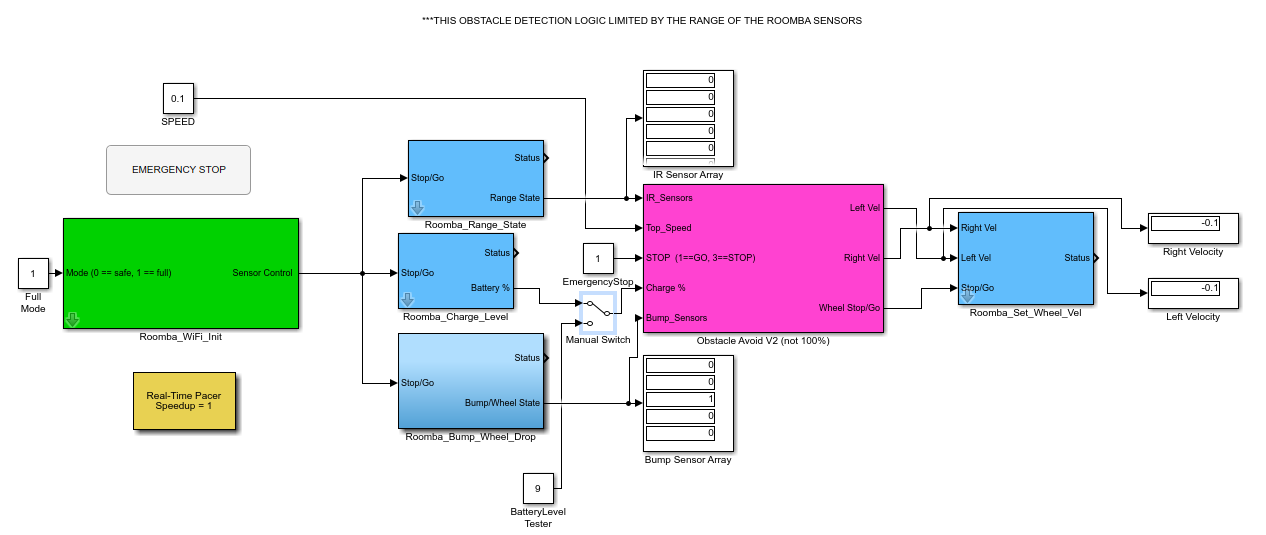 ***THIS OBSTACLE DETECTION LOGIC LIMITED BY THE RANGE OF THE ROOMBA SENSORS
0.1
SPEED
EMERGENCY STOP
1
Full
Mode
Mode (0 == safe, 1 == full)
Sensor Control
Roomba_WiFi_Init
Real-Time Pacer
Speedup = 1
Status
Stop/Go
Range State
Roomba_Range_State
Status
Stop/Go
Battery %
Roomba_Charge_Level
Status
Stop/Go
Bump/Wheel State
Roomba_Bump_Wheel_Drop
9
BatteryLevel
Tester
1
EmergencyStop
Manual Switch
0
0
0
0
0
IR Sensor Array
IR_Sensors
Top_Speed
STOP (1==GO, 3==STOP)
Charge %
Bump_Sensors
Left Vel
Right Vel
Wheel Stop/Go
Obstacle Avoid V2 (not 100%)
0
0
1
0
0
Bump Sensor Array
Right Vel
Left Vel
Stop/Go
Status
Roomba_Set_Wheel_Vel
-0.1
Right Velocity
-0.1
Left Velocity